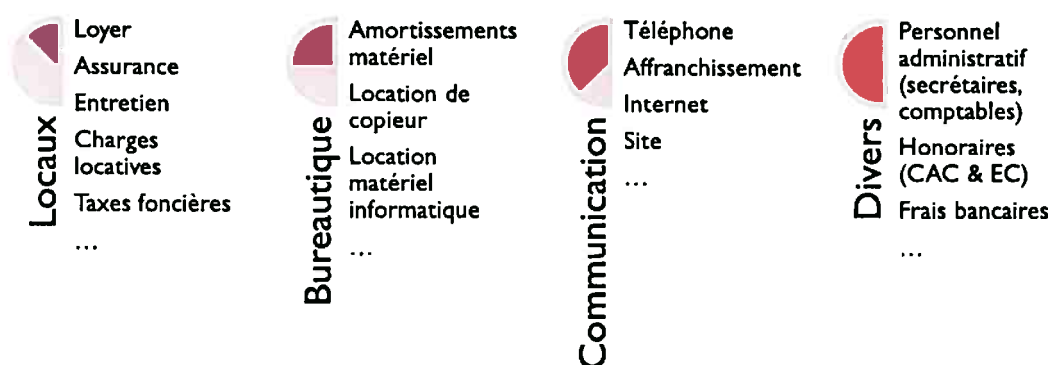 Locaux
Loyer
Assurance
Entretien
Charges
locatives
Taxes foncières
...
Bureautique
Amortissements
matériel
Location de
copieur
Location
matériel
informatique
...
Communication
Téléphone
Affranchissement
Internet
Site
...
Divers
Personnel
administratif
(secrétaires,
comptables)
Honoraires
(CAC & EC)
Frais bancaires
...